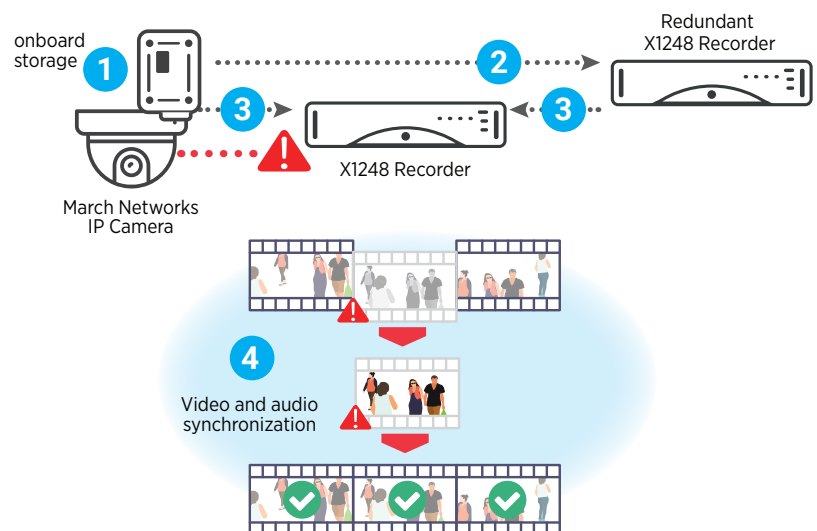 Redundant
X1248 Recorder
onboard
storage
1
2
3
3
X1248 Recorder
March Networks
IP Camera
4
Video and audio
synchronization